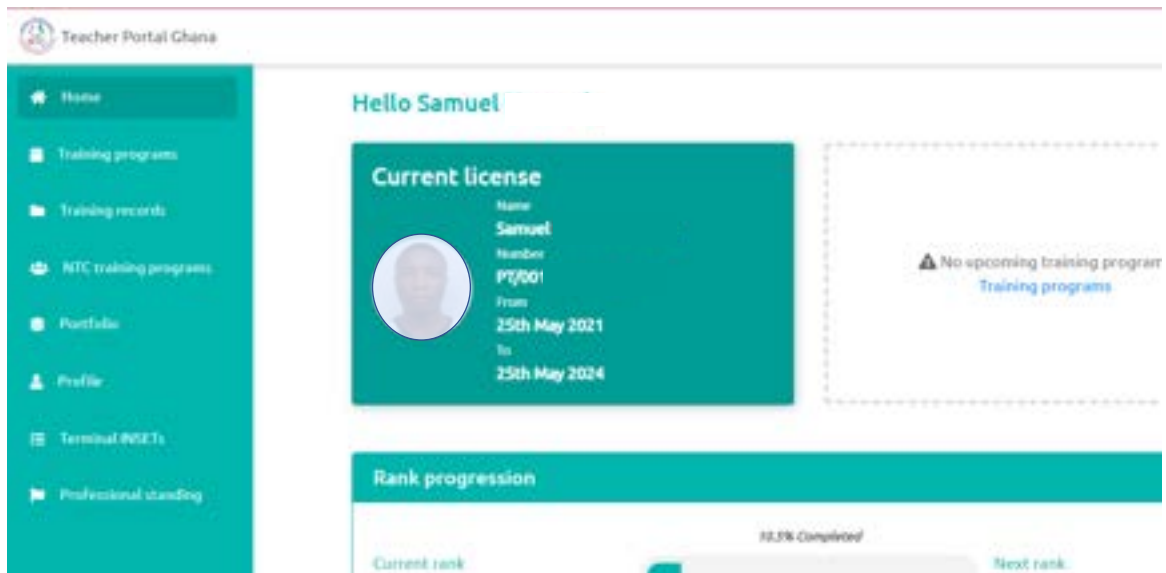 Teacher Portal Ghana
Home
Training programs
Training records
NTC training programs
Portfolio
Profile
Terminal INSETs
Professional standing
Hello Samuel
Current license
Name
Samuel
Number
PT/001
From
25th May 2021
To
25th May 2024
No upcoming training program
Training programs
Rank progression
10.5% Completed
Current rank
Next rank